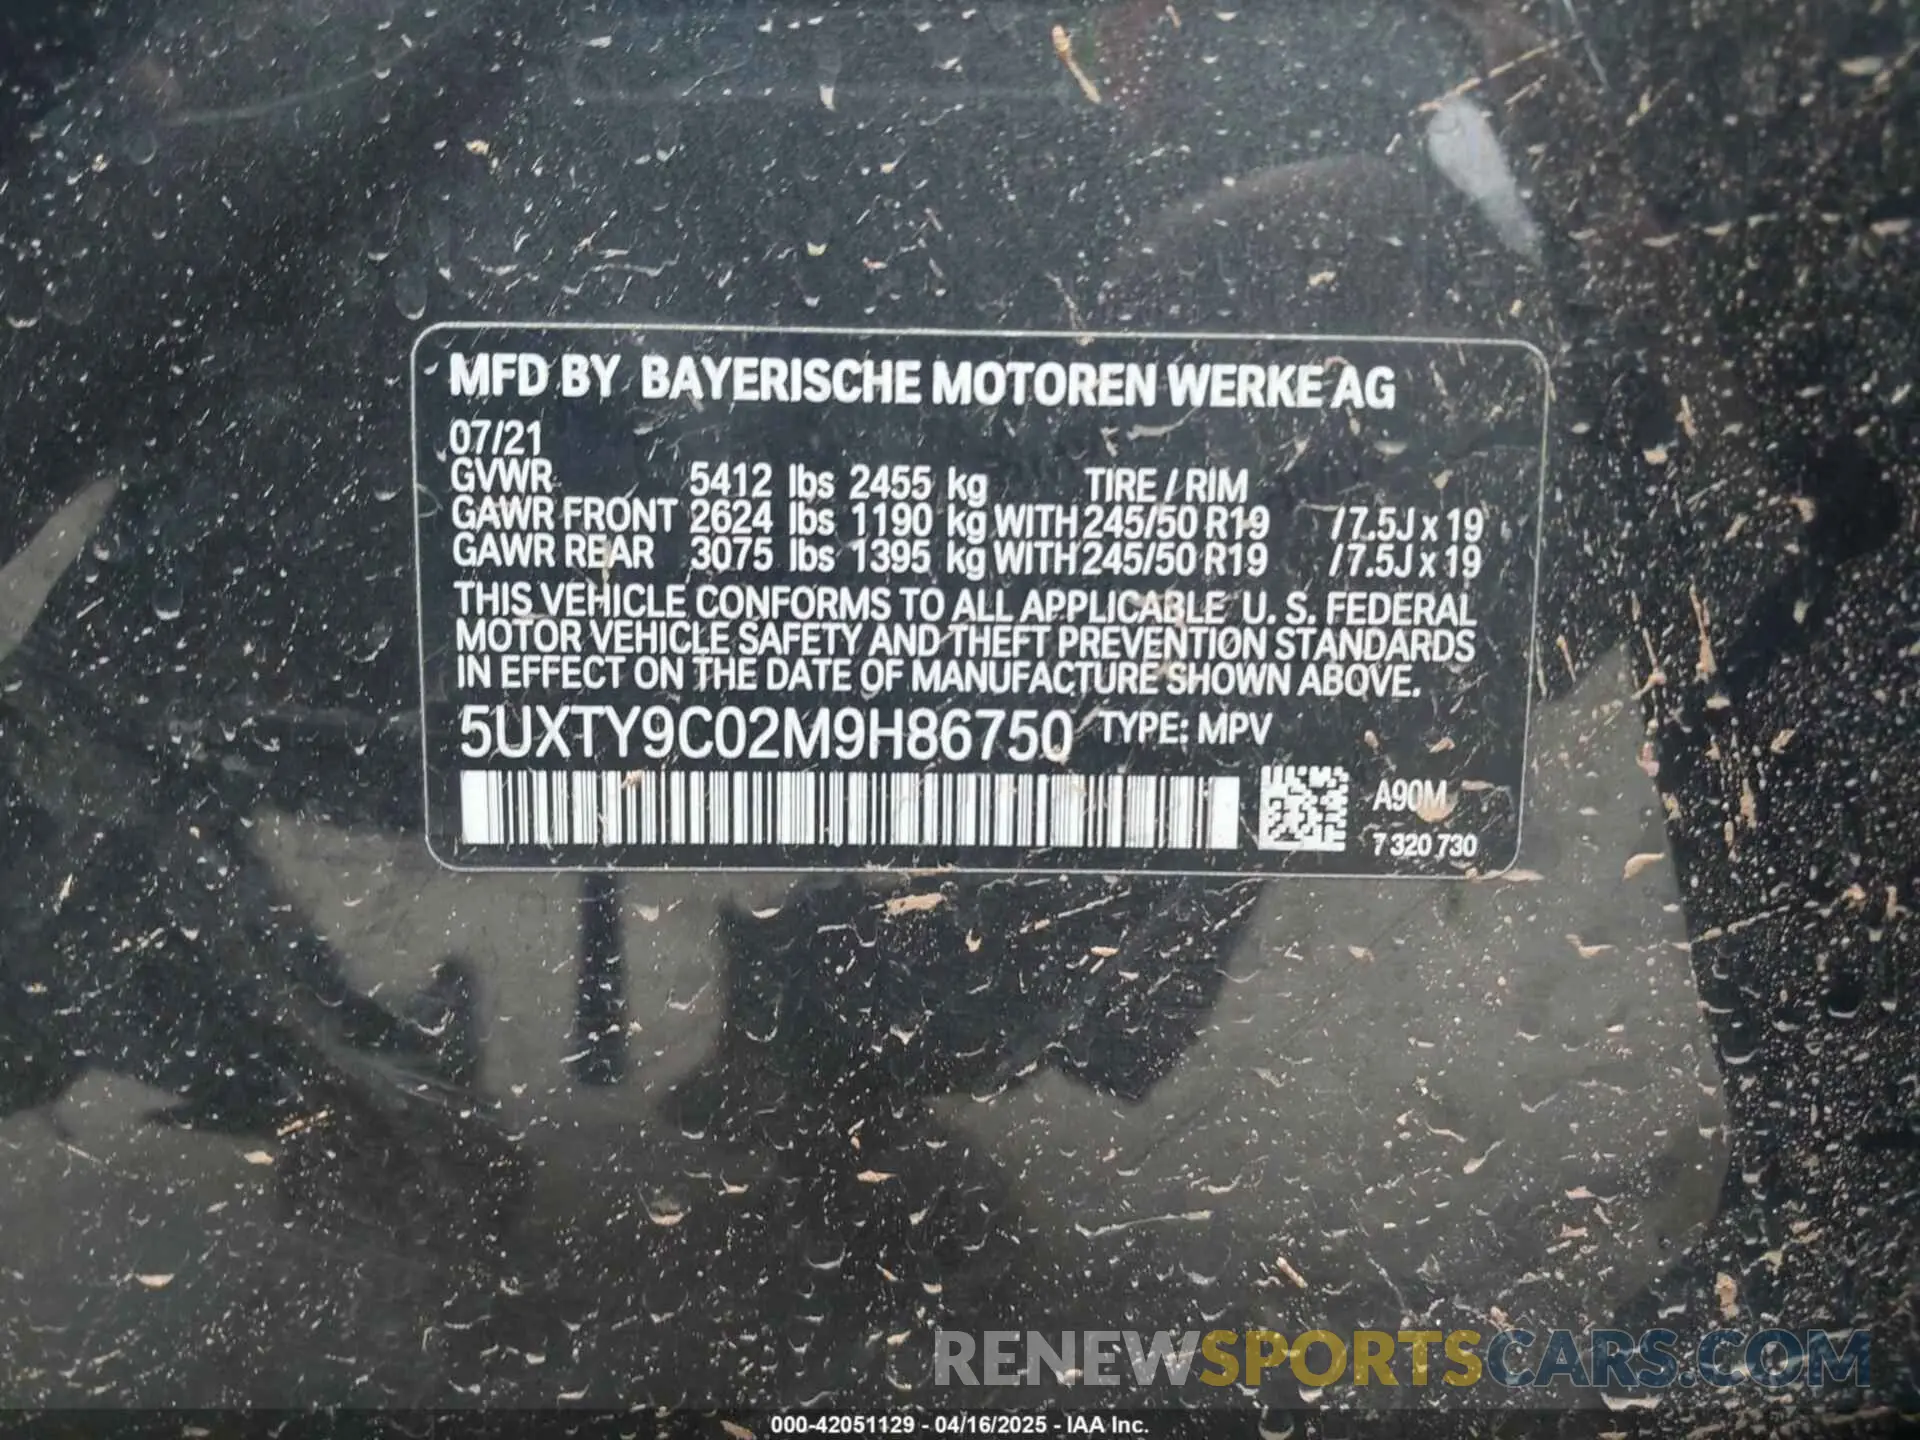 MFD BY BAYERISCHE MOTOREN WERKE AG
07/21
GVWR 5412 lbs 2455 kg TIRE / RIM
GAWR FRONT 2624 lbs 1190 kg WITH 245/50 R19 /7.5J x 19
GAWR REAR 3075 lbs 1395 kg WITH 245/50 R19 /7.5J x 19
THIS VEHICLE CONFORMS TO ALL APPLICABLE U. S. FEDERAL
MOTOR VEHICLE SAFETY AND THEFT PREVENTION STANDARDS
IN EFFECT ON THE DATE OF MANUFACTURE SHOWN ABOVE.
5UXTY9C02M9H86750 TYPE: MPV
A90M
7 320 730
RENEWSPORTSCARS.COM
000-42051129 - 04/16/2025 - IAA Inc.